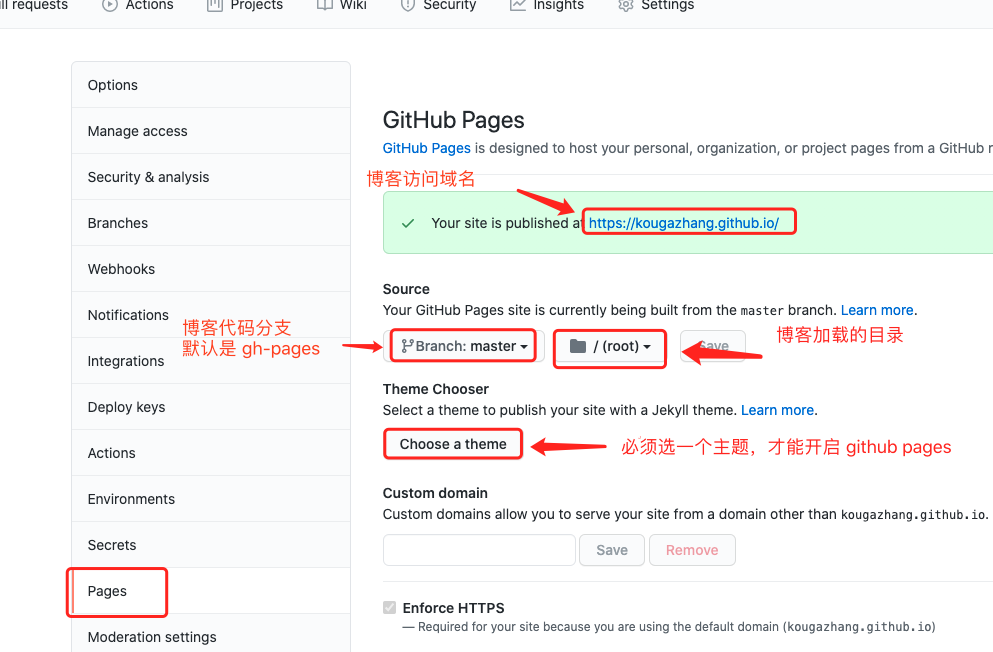 ll requests Actions Projects Wiki Security Insights Settings
Options
Manage access
Security & analysis
Branches
Webhooks
Notifications
Integrations
Deploy keys
Actions
Environments
Secrets
Pages
Moderation settings
GitHub Pages
GitHub Pages is designed to host your personal, organization, or project pages from a GitHub r
博客访问域名
Your site is published at https://kougazhang.github.io/
Source
Your GitHub Pages site is currently being built from the master branch. Learn more.
博客代码分支
默认是 gh-pages
Branch: master
/ (root)
Save
博客加载的目录
Theme Chooser
Select a theme to publish your site with a Jekyll theme. Learn more.
Choose a theme
必须选一个主题，才能开启 github pages
Custom domain
Custom domains allow you to serve your site from a domain other than kougazhang.github.io.
Save Remove
Enforce HTTPS
— Required for your site because you are using the default domain (kougazhang.github.io)